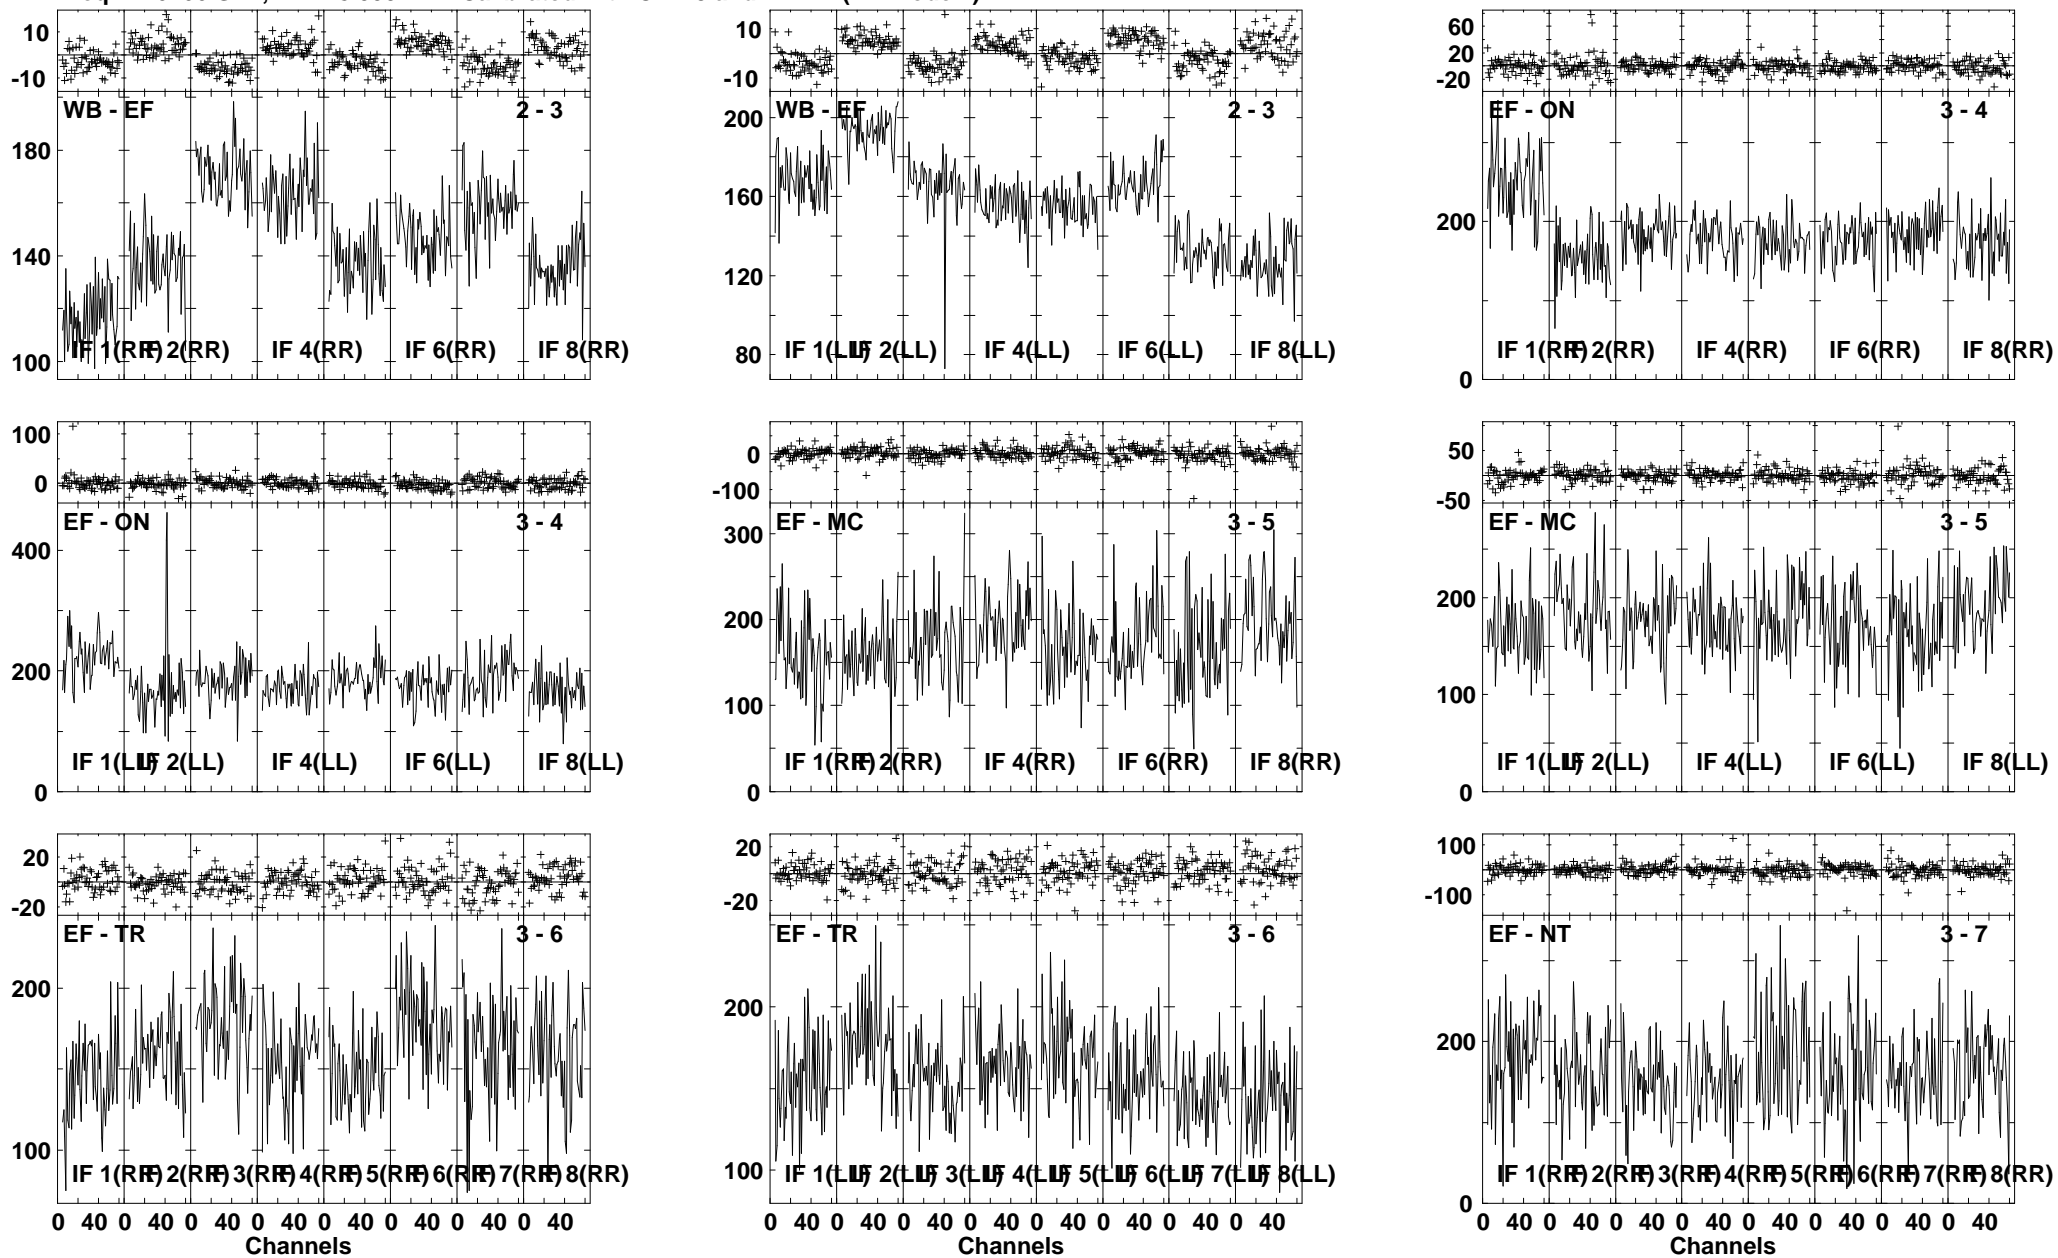 10
-10
WB - EF 2 - 3
180
140
100
IF 1(RR) IF 2(RR) IF 4(RR) IF 6(RR) IF 8(RR)
10
-10
WB - EF 2 - 3
200
160
120
80
IF 1(LL) IF 2(LL) IF 4(LL) IF 6(LL) IF 8(LL)
60
20
-20
EF - ON 3 - 4
200
0
IF 1(RR) IF 2(RR) IF 4(RR) IF 6(RR) IF 8(RR)
100
0
EF - ON 3 - 4
400
200
0
IF 1(LL) IF 2(LL) IF 4(LL) IF 6(LL) IF 8(LL)
0
-100
EF - MC 3 - 5
300
200
100
0
IF 1(RR) IF 2(RR) IF 4(RR) IF 6(RR) IF 8(RR)
50
-50
EF - MC 3 - 5
200
100
0
IF 1(LL) IF 2(LL) IF 4(LL) IF 6(LL) IF 8(LL)
20
-20
EF - TR 3 - 6
200
100
IF 1(RR) IF 2(RR) IF 3(RR) IF 4(RR) IF 5(RR) IF 6(RR) IF 7(RR) IF 8(RR)
0 40 0 40 0 40 0 40 0 40 0 40 0 40 0 40
Channels
20
-20
EF - TR 3 - 6
200
100
IF 1(LL) IF 2(LL) IF 3(LL) IF 4(LL) IF 5(LL) IF 6(LL) IF 7(LL) IF 8(LL)
0 40 0 40 0 40 0 40 0 40 0 40 0 40 0 40
Channels
100
-100
EF - NT 3 - 7
200
0
IF 1(RR) IF 2(RR) IF 3(RR) IF 4(RR) IF 5(RR) IF 6(RR) IF 7(RR) IF 8(RR)
0 40 0 40 0 40 0 40 0 40 0 40 0 40 0 40
Channels